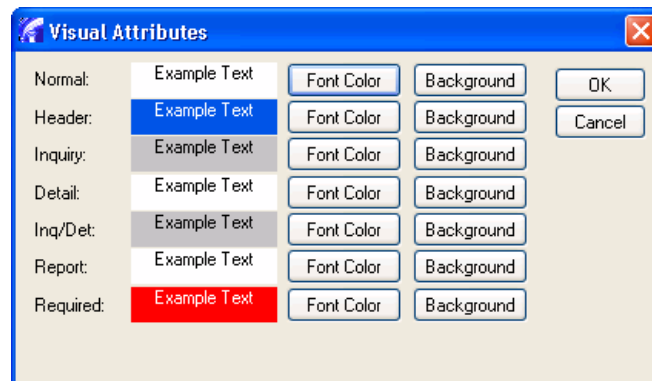 Visual Attributes
Normal: Example Text Font Color Background OK
Header: Example Text Font Color Background Cancel
Inquiry: Example Text Font Color Background
Detail: Example Text Font Color Background
Inq/Det: Example Text Font Color Background
Report: Example Text Font Color Background
Required: Example Text Font Color Background